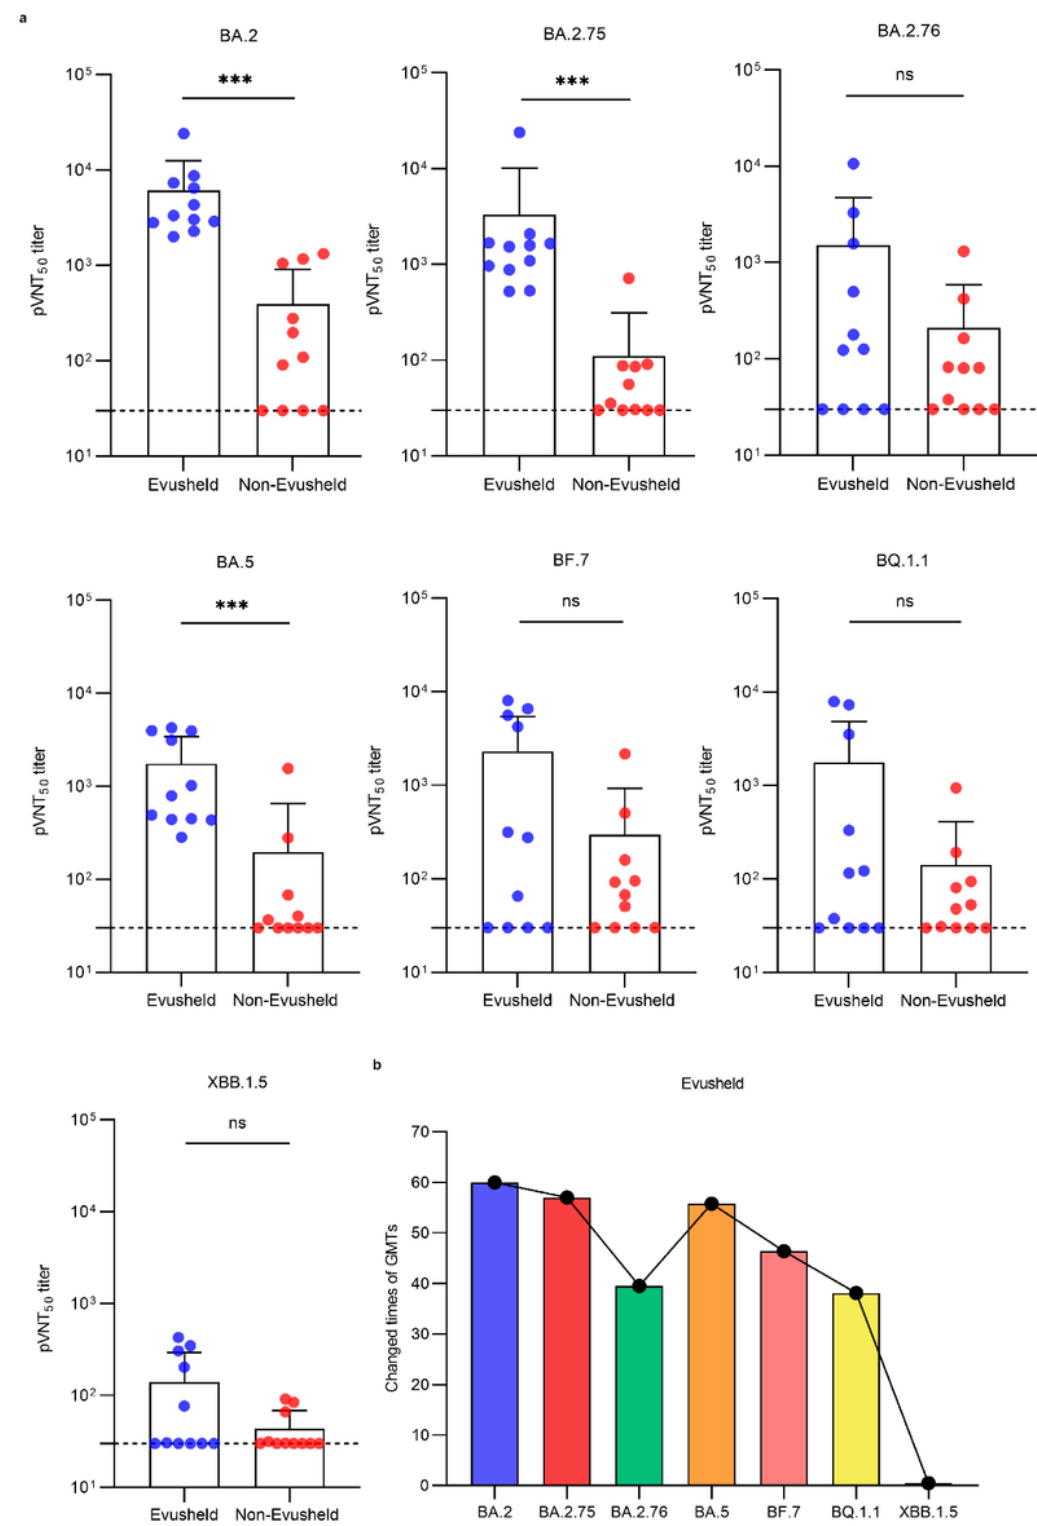 a
BA.2
BA.2.75
BA.2.76
10⁵
10⁴
10³
10²
10¹
pVNT₅₀ titer
***
Evusheld Non-Evusheld
10⁵
10⁴
10³
10²
10¹
pVNT₅₀ titer
***
Evusheld Non-Evusheld
10⁵
10⁴
10³
10²
10¹
pVNT₅₀ titer
ns
Evusheld Non-Evusheld
BA.5
BF.7
BQ.1.1
10⁵
10⁴
10³
10²
10¹
pVNT₅₀ titer
***
Evusheld Non-Evusheld
10⁵
10⁴
10³
10²
10¹
pVNT₅₀ titer
ns
Evusheld Non-Evusheld
10⁵
10⁴
10³
10²
10¹
pVNT₅₀ titer
ns
Evusheld Non-Evusheld
XBB.1.5
10⁵
10⁴
10³
10²
10¹
pVNT₅₀ titer
ns
Evusheld Non-Evusheld
b
Evusheld
70
60
50
40
30
20
10
0
Changed times of GMTs
BA.2 BA.2.75 BA.2.76 BA.5 BF.7 BQ.1.1 XBB.1.5